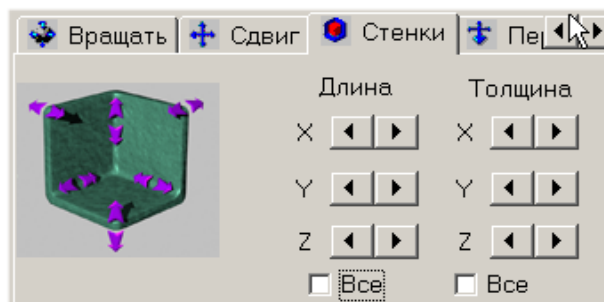 Вращать Сдвиг Стенки
Длина Толщина
X X
Y Y
Z Z
Все Все